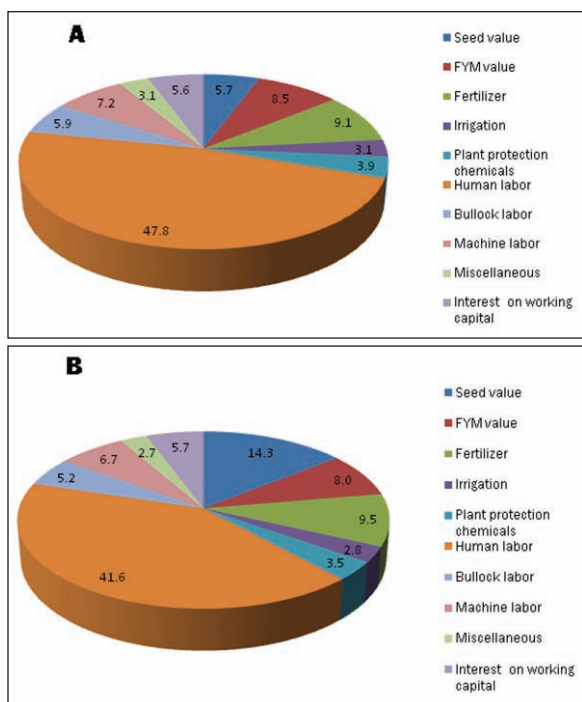 A
5.7
8.5
9.1
3.1
3.9
47.8
5.9
7.2
3.1
5.6
Seed value
FYM value
Fertilizer
Irrigation
Plant protection
chemicals
Human labor
Bullock labor
Machine labor
Miscellaneous
Interest on working
capital
B
14.3
8.0
9.5
2.8
3.5
41.6
5.2
6.7
2.7
5.7
Seed value
FYM value
Fertilizer
Irrigation
Plant protection
chemicals
Human labor
Bullock labor
Machine labor
Miscellaneous
Interest on working
capital